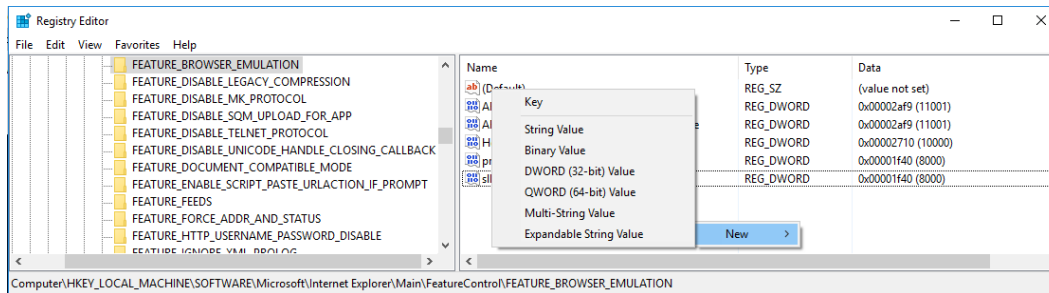 Registry Editor
File Edit View Favorites Help
FEATURE_BROWSER_EMULATION
FEATURE_DISABLE_LEGACY_COMPRESSION
FEATURE_DISABLE_MK_PROTOCOL
FEATURE_DISABLE_SQM_UPLOAD_FOR_APP
FEATURE_DISABLE_TELNET_PROTOCOL
FEATURE_DISABLE_UNICODE_HANDLE_CLOSING_CALLBACK
FEATURE_DOCUMENT_COMPATIBLE_MODE
FEATURE_ENABLE_SCRIPT_PASTE_URLACTION_IF_PROMPT
FEATURE_FEEDS
FEATURE_FORCE_ADDR_AND_STATUS
FEATURE_HTTP_USERNAME_PASSWORD_DISABLE
FEATURE_IGNORE_XML_PROLOG
Name Type Data
(Default) REG_SZ (value not set)
REG_DWORD 0x00002af9 (11001)
REG_DWORD 0x00002af9 (11001)
REG_DWORD 0x00002710 (10000)
REG_DWORD 0x00001f40 (8000)
REG_DWORD 0x00001f40 (8000)
Key
String Value
Binary Value
DWORD (32-bit) Value
QWORD (64-bit) Value
Multi-String Value
Expandable String Value
New
Computer\HKEY_LOCAL_MACHINE\SOFTWARE\Microsoft\Internet Explorer\Main\FeatureControl\FEATURE_BROWSER_EMULATION